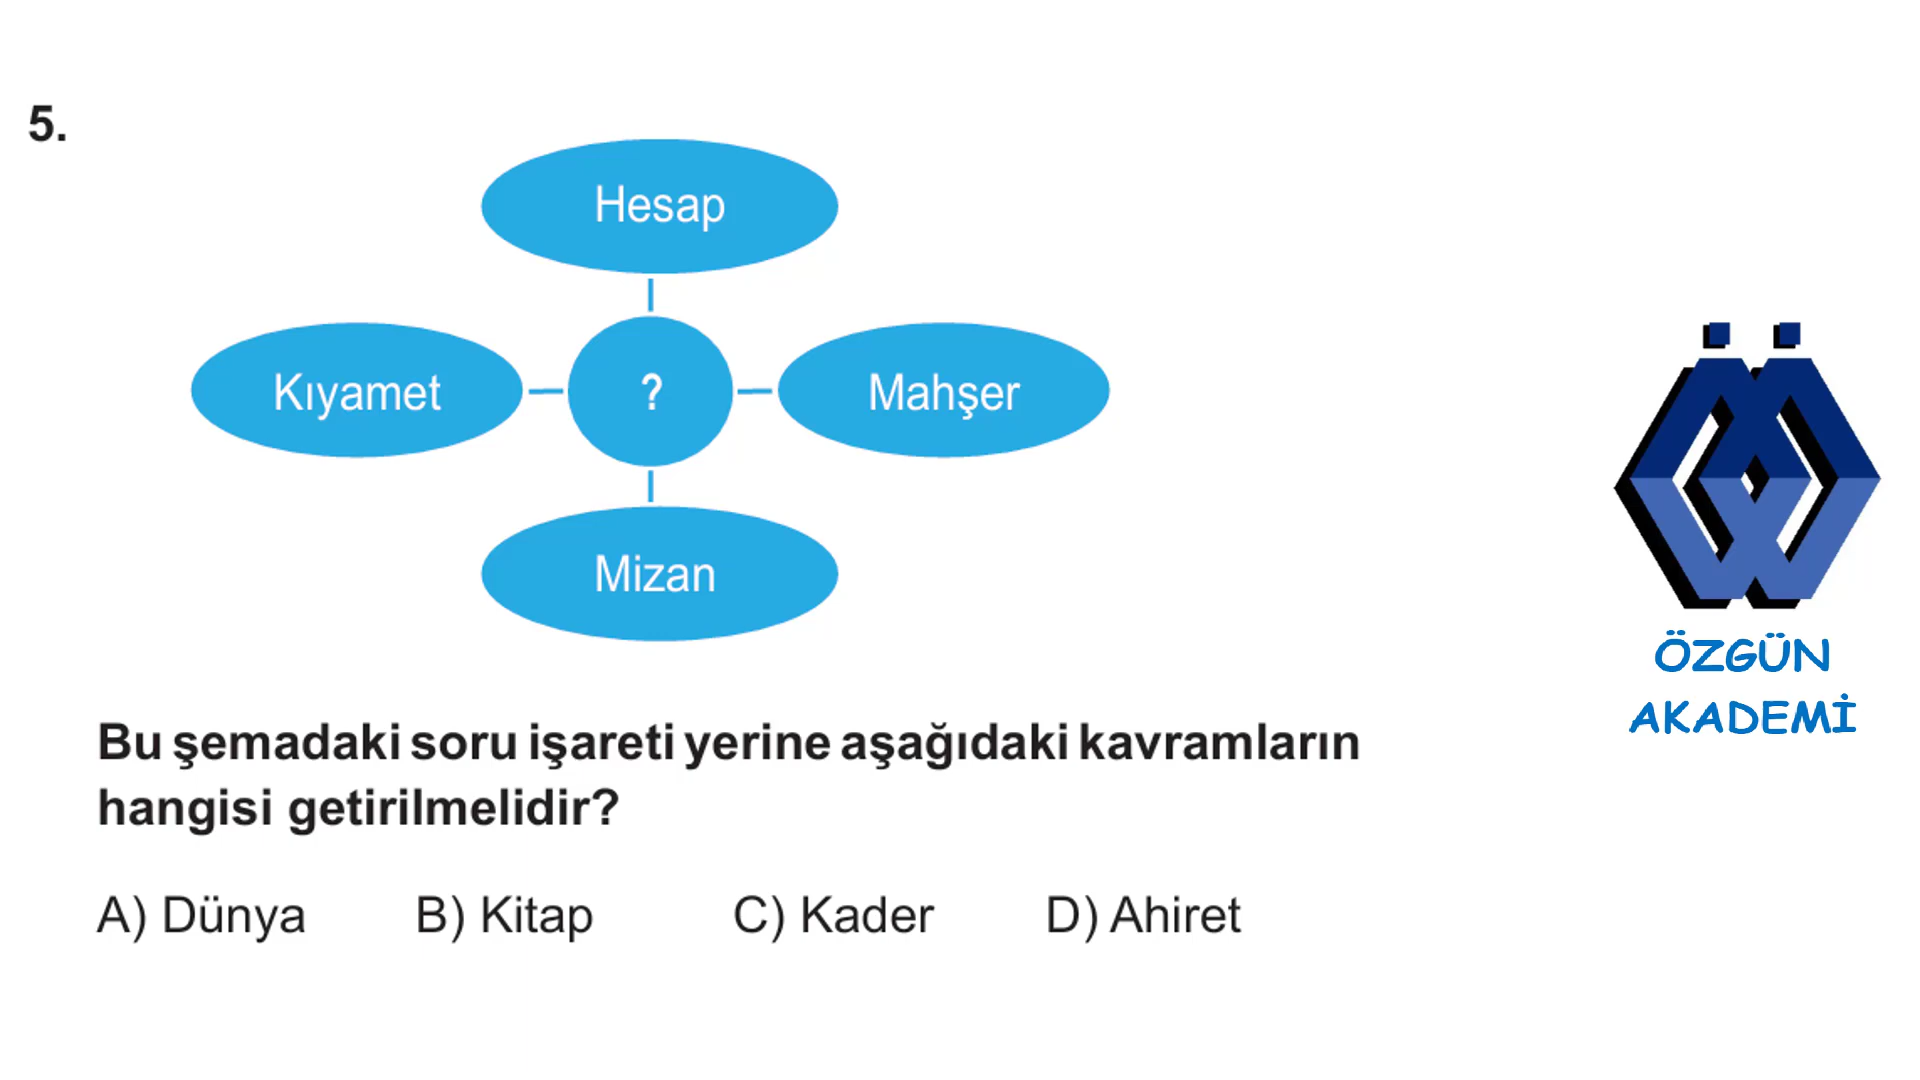 5.
Hesap
Kıyamet
?
Mahşer
Mizan
Bu şemadaki soru işareti yerine aşağıdaki kavramların
hangisi getirilmelidir?
A) Dünya B) Kitap C) Kader D) Ahiret
ÖZGÜN
AKADEMİ